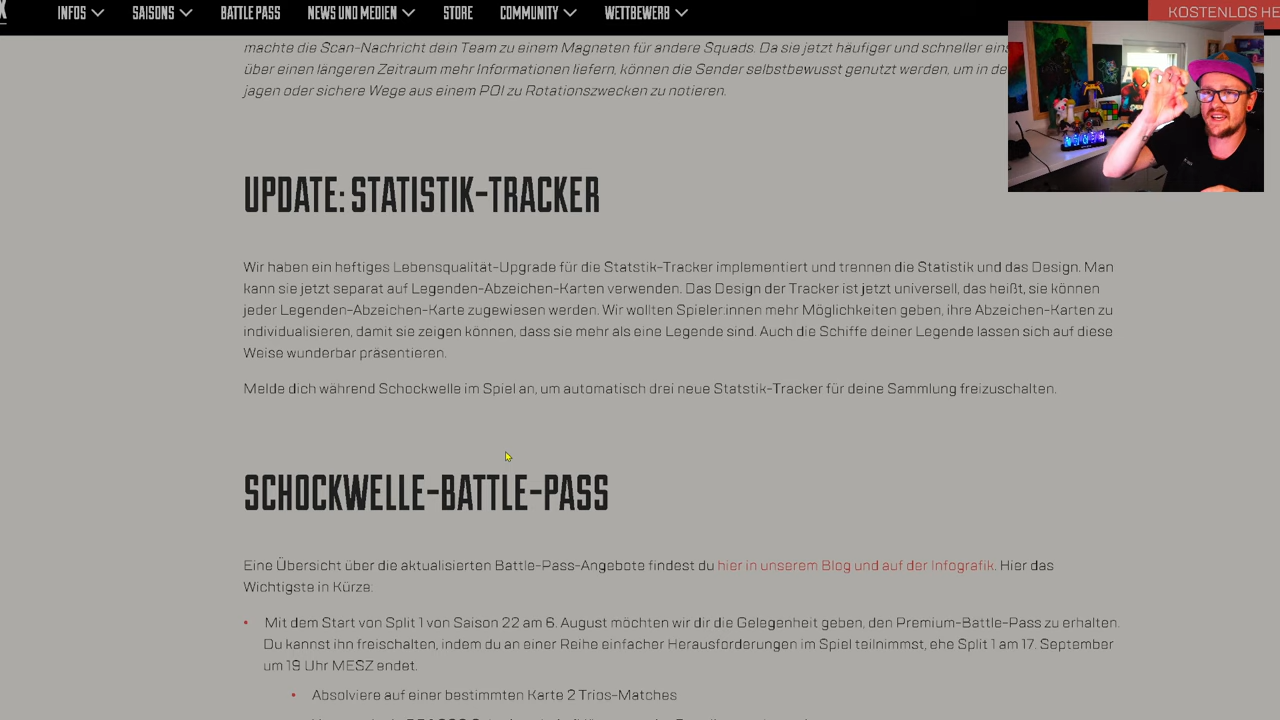 INFOS SAISONS BATTLE PASS NEWS UND MEDIEN STORE COMMUNITY WETTBEWERB KOSTENLOS HE
machte die Scan-Nachricht dein Team zu einem Magneten für andere Squads. Da sie jetzt häufiger und schneller eins
über einen längeren Zeitraum mehr Informationen liefern, können die Sender selbstbewusst genutzt werden, um in de
jagen oder sichere Wege aus einem POI zu Rotationszwecken zu notieren.
UPDATE: STATISTIK-TRACKER
Wir haben ein heftiges Lebensqualität-Upgrade für die Statstik-Tracker implementiert und trennen die Statistik und das Design. Man
kann sie jetzt separat auf Legenden-Abzeichen-Karten verwenden. Das Design der Tracker ist jetzt universell, das heißt, sie können
jeder Legenden-Abzeichen-Karte zugewiesen werden. Wir wollten Spieler:innen mehr Möglichkeiten geben, ihre Abzeichen-Karten zu
individualisieren, damit sie zeigen können, dass sie mehr als eine Legende sind. Auch die Schiffe deiner Legende lassen sich auf diese
Weise wunderbar präsentieren.
Melde dich während Schockwelle im Spiel an, um automatisch drei neue Statstik-Tracker für deine Sammlung freizuschalten.
SCHOCKWELLE-BATTLE-PASS
Eine Übersicht über die aktualisierten Battle-Pass-Angebote findest du hier in unserem Blog und auf der Infografik. Hier das
Wichtigste in Kürze:
• Mit dem Start von Split 1 von Saison 22 am 6. August möchten wir dir die Gelegenheit geben, den Premium-Battle-Pass zu erhalten.
Du kannst ihn freischalten, indem du an einer Reihe einfacher Herausforderungen im Spiel teilnimmst, ehe Split 1 am 17. September
um 19 Uhr MESZ endet.
• Absolviere auf einer bestimmten Karte 2 Trios-Matches